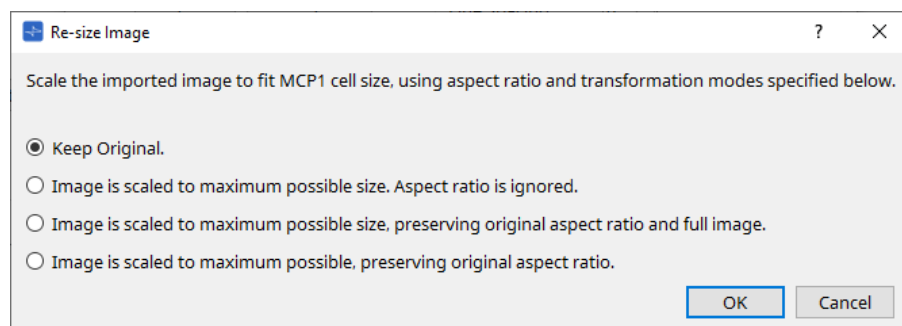 Re-size Image ? X
Scale the imported image to fit MCP1 cell size, using aspect ratio and transformation modes specified below.
Keep Original.
Image is scaled to maximum possible size. Aspect ratio is ignored.
Image is scaled to maximum possible size, preserving original aspect ratio and full image.
Image is scaled to maximum possible, preserving original aspect ratio.
OK Cancel